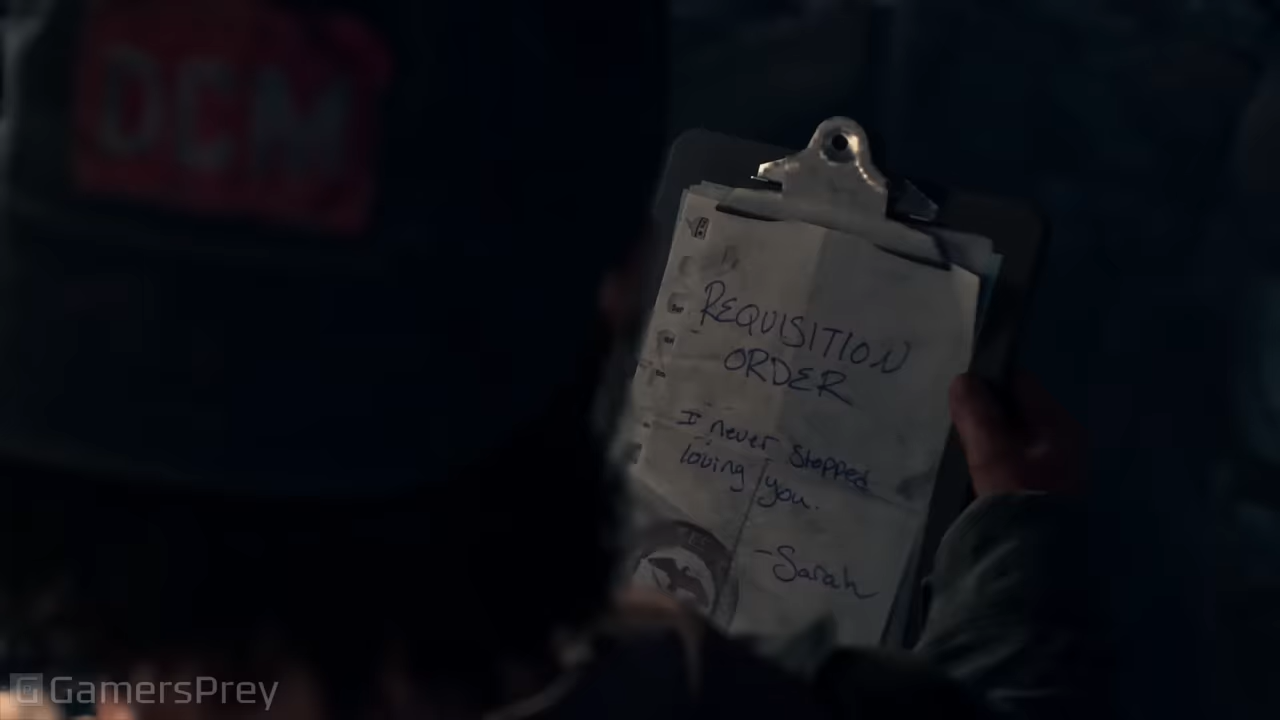 DCM
REQUISITION
ORDER
I never stopped
loving you.
-Sarah
GamersPrey